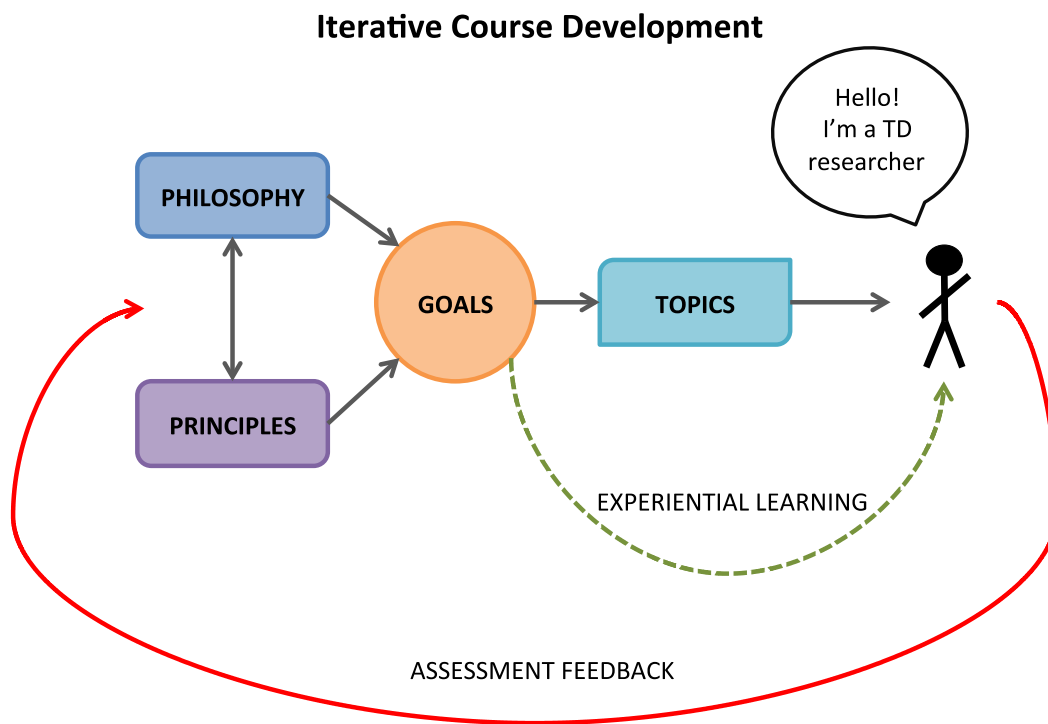 Iterative Course Development
Hello!
I'm a TD
researcher
PHILOSOPHY
GOALS
TOPICS
PRINCIPLES
EXPERIENTIAL LEARNING
ASSESSMENT FEEDBACK